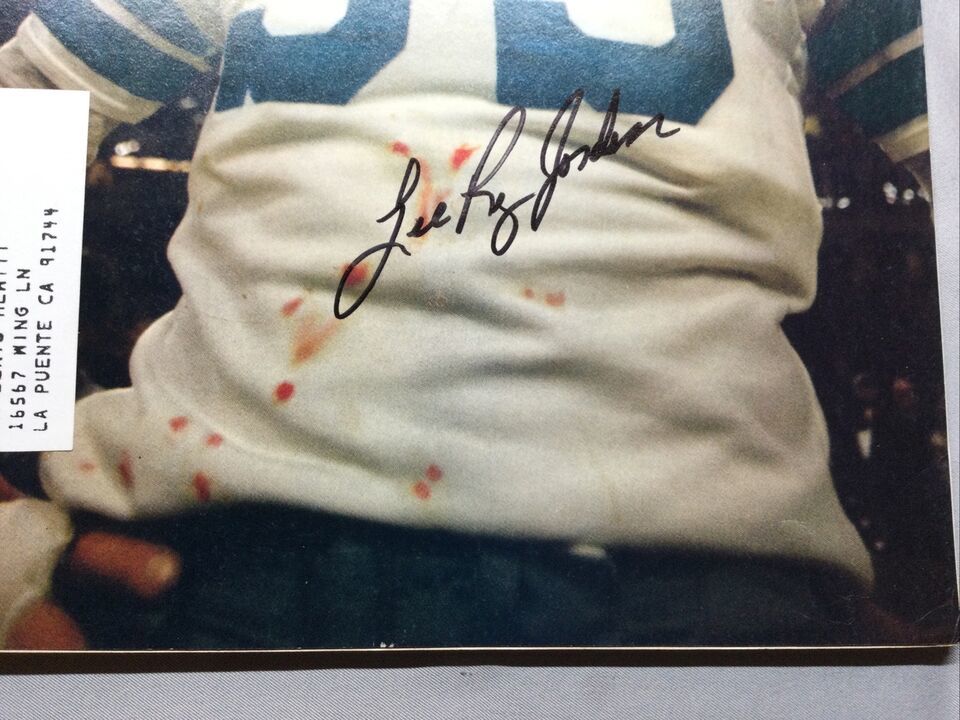 16567 WING LN
LA PUENTE CA 91744
Lee Roy Jordan